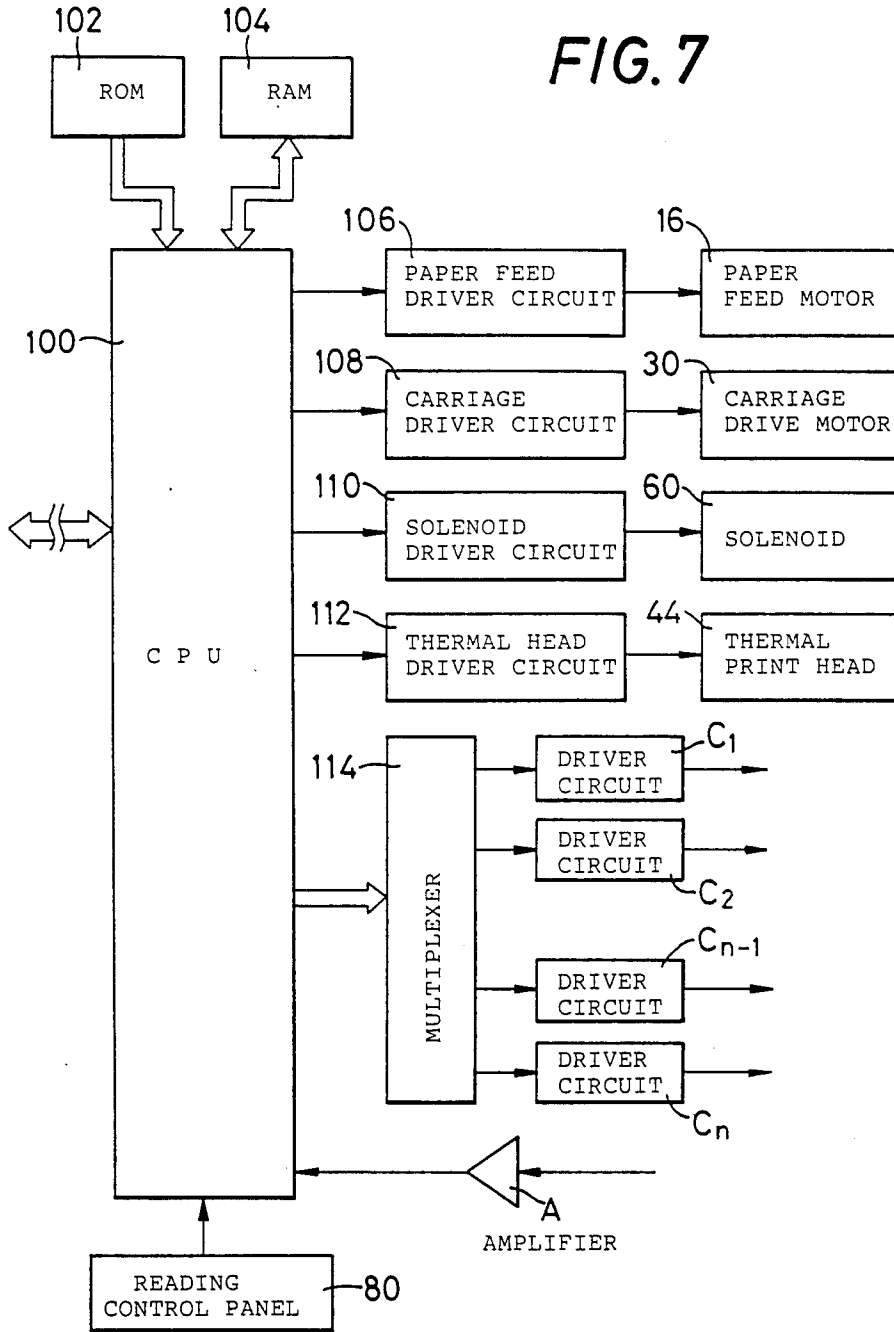 FIG. 7
102
104
ROM
RAM
106
16
PAPER FEED
DRIVER CIRCUIT
PAPER
FEED MOTOR
100
108
30
CARRIAGE
DRIVER CIRCUIT
CARRIAGE
DRIVE MOTOR
110
60
SOLENOID
DRIVER CIRCUIT
SOLENOID
112
44
THERMAL HEAD
DRIVER CIRCUIT
THERMAL
PRINT HEAD
CPU
114
MULTIPLEXER
DRIVER
CIRCUIT
C1
DRIVER
CIRCUIT
C2
Cn-1
DRIVER
CIRCUIT
DRIVER
CIRCUIT
Cn
A
AMPLIFIER
READING
CONTROL PANEL
80